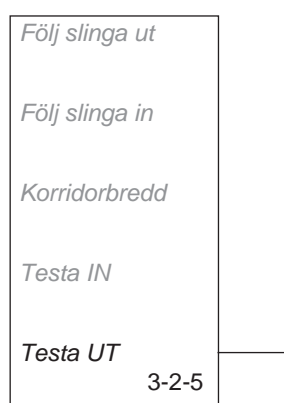 Följ slinga ut
Följ slinga in
Korridorbredd
Testa IN
Testa UT
3-2-5